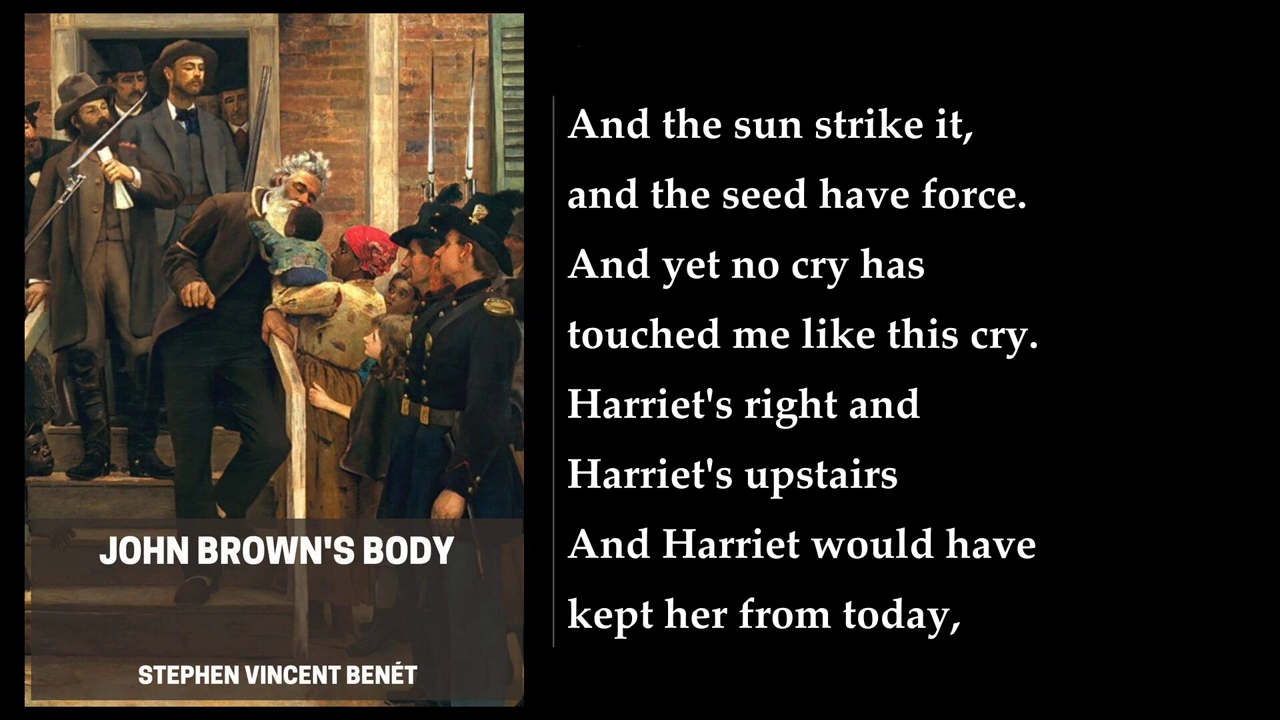 JOHN BROWN'S BODY
STEPHEN VINCENT BENÉT
And the sun strike it,
and the seed have force.
And yet no cry has
touched me like this cry.
Harriet's right and
Harriet's upstairs
And Harriet would have
kept her from today,